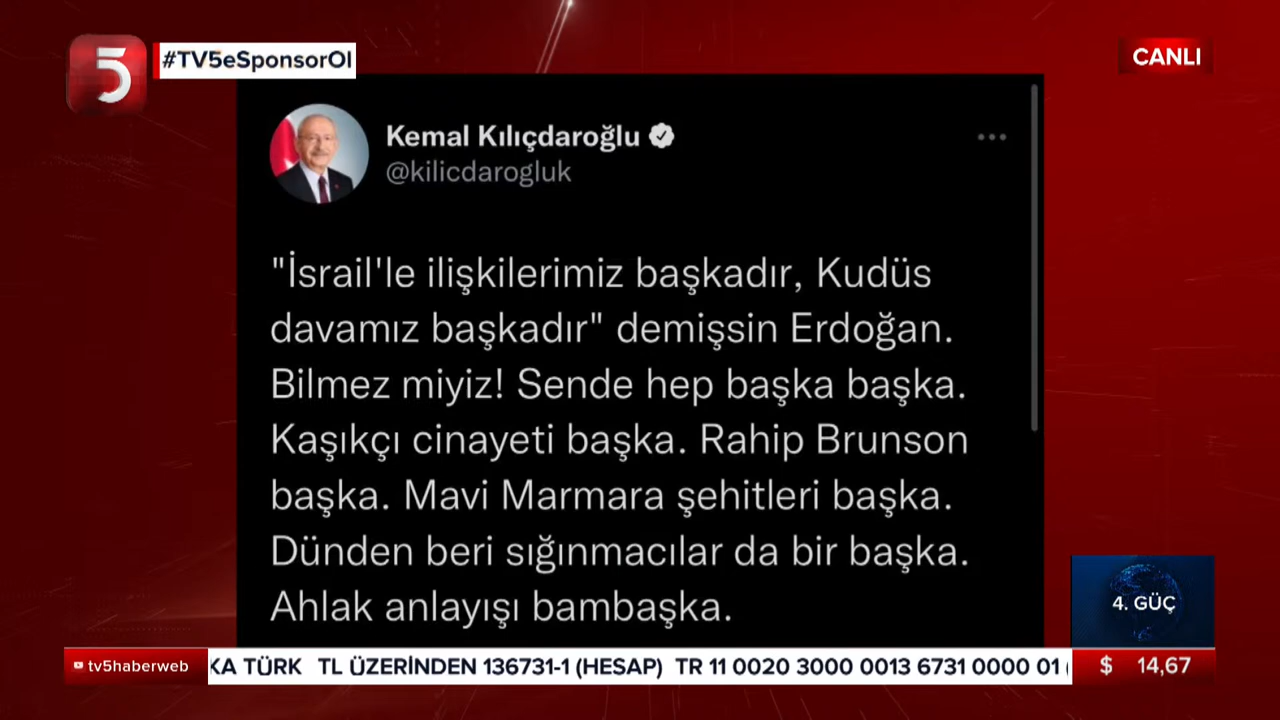 5
#TV5eSponsorOl
CANLI
Kemal Kılıçdaroğlu
@kilicdarogluk
"İsrail'le ilişkilerimiz başkadır, Kudüs
davamız başkadır" demişsin Erdoğan.
Bilmez miyiz! Sende hep başka başka.
Kaşıkçı cinayeti başka. Rahip Brunson
başka. Mavi Marmara şehitleri başka.
Dünden beri sığınmacılar da bir başka.
Ahlak anlayışı bambaşka.
4. GÜÇ
tv5haberweb
KA TÜRK TL ÜZERİNDEN 136731-1 (HESAP) TR 11 0020 3000 0013 6731 0000 01
$ 14,67